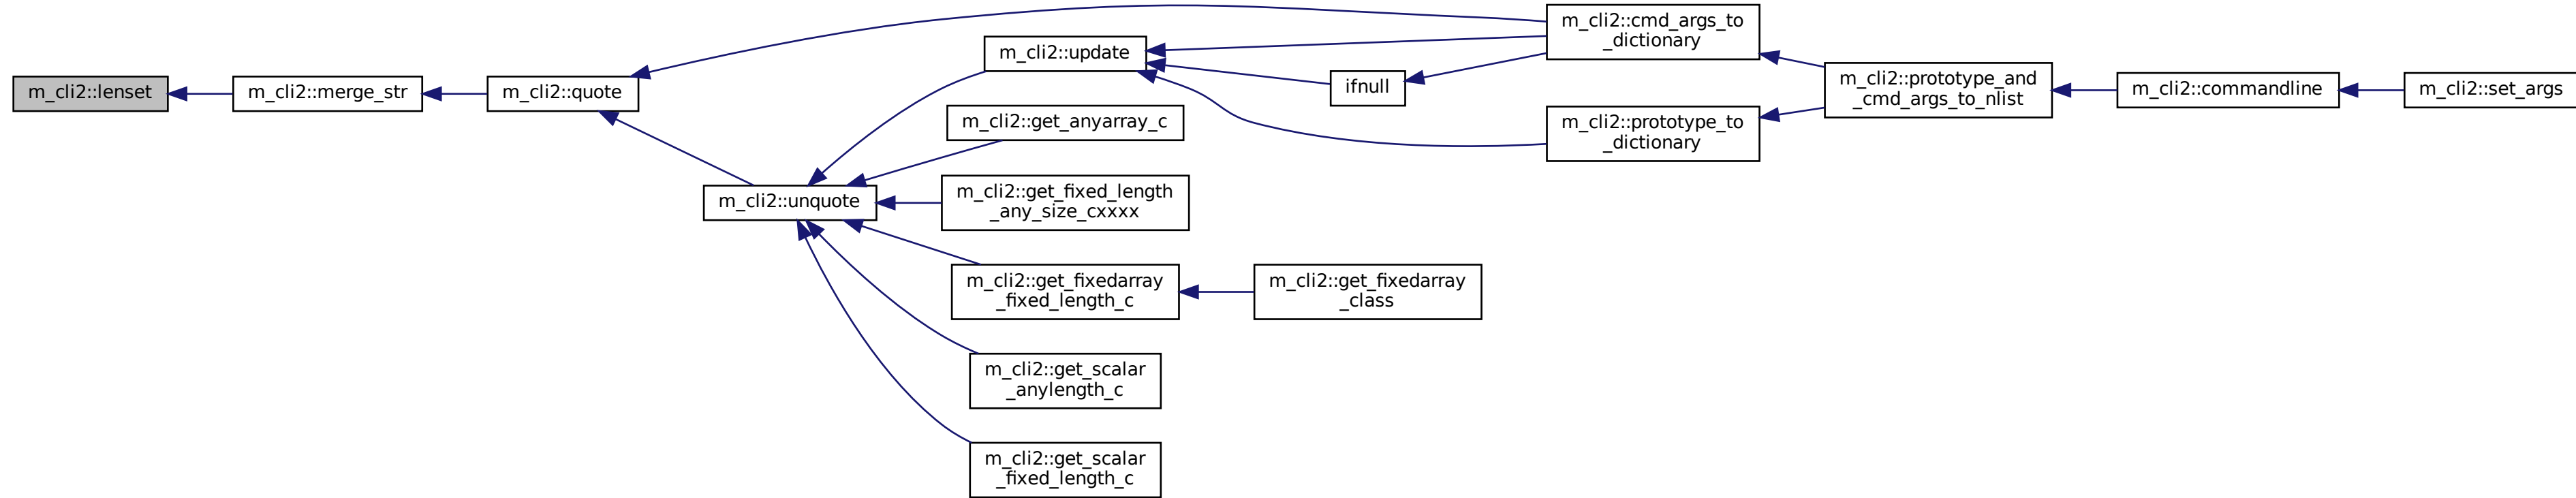 m_cli2::lenset
m_cli2::merge_str
m_cli2::quote
m_cli2::unquote
m_cli2::update
m_cli2::get_anyarray_c
m_cli2::get_fixed_length
_any_size_cxxxx
m_cli2::get_fixedarray
_fixed_length_c
m_cli2::get_scalar
_anylength_c
m_cli2::get_scalar
_fixed_length_c
ifnull
m_cli2::get_fixedarray
_class
m_cli2::cmd_args_to
_dictionary
m_cli2::prototype_to
_dictionary
m_cli2::prototype_and
_cmd_args_to_nlist
m_cli2::commandline
m_cli2::set_args